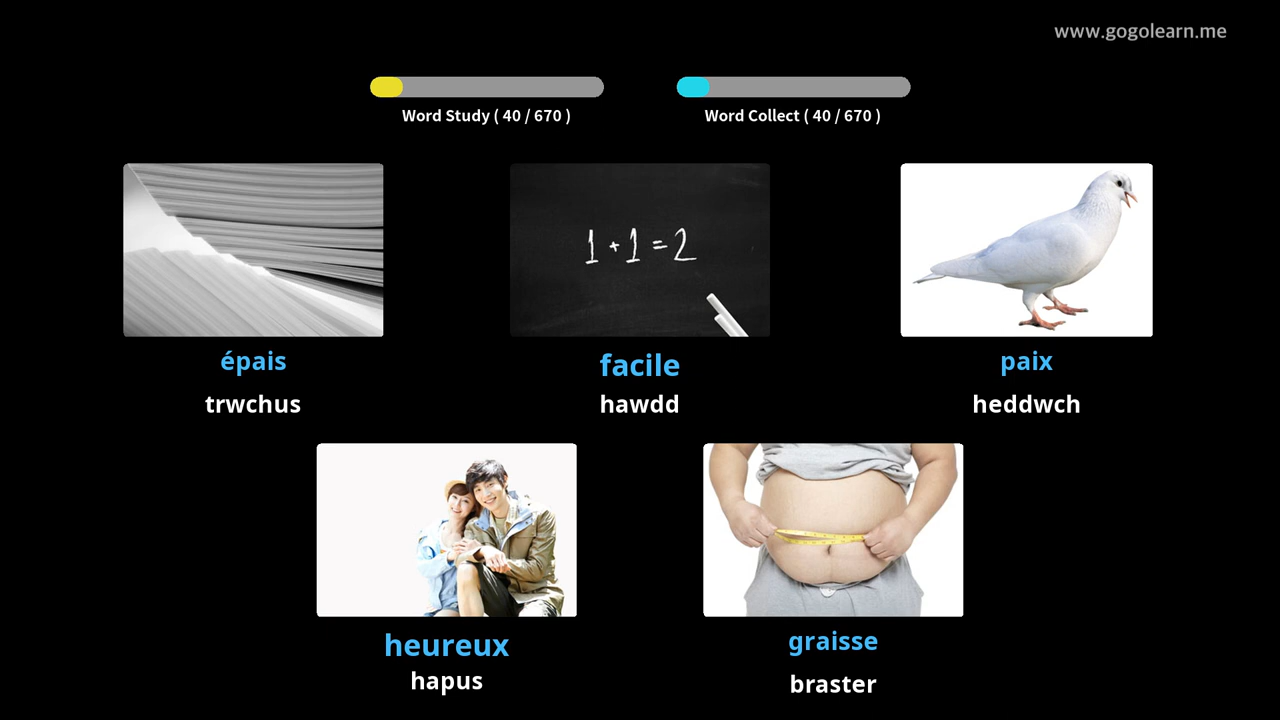 www.gogolearn.me
Word Study ( 40 / 670 )
Word Collect ( 40 / 670 )
1 + 1 = 2
épais
facile
paix
trwchus
hawdd
heddwch
heureux
graisse
hapus
braster